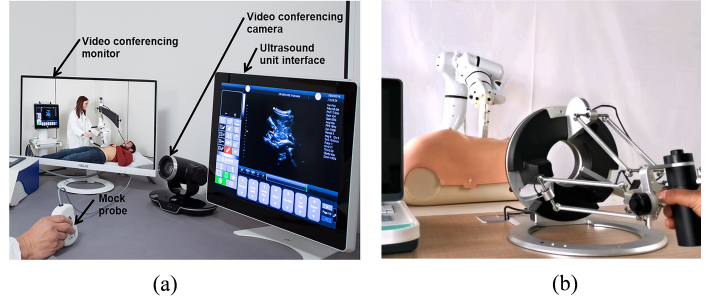 Video conferencing
camera
Video conferencing
monitor
Ultrasound
unit interface
Mock
probe
(a)
(b)